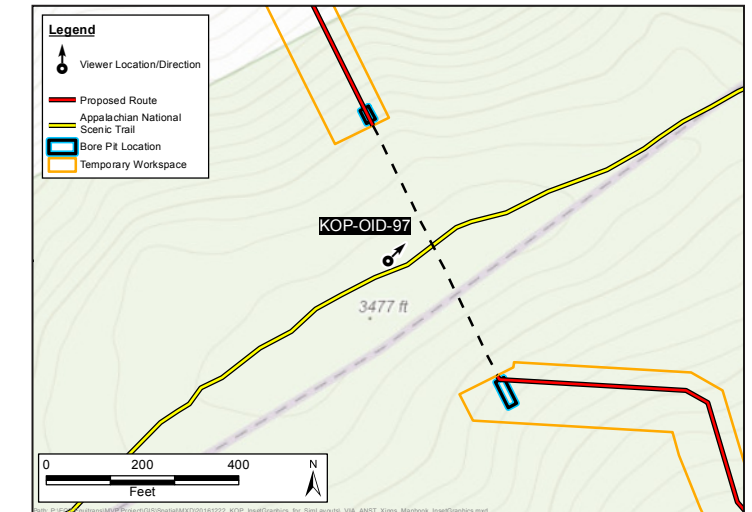 Legend
Viewer Location/Direction
Proposed Route
Appalachian National
Scenic Trail
Bore Pit Location
Temporary Workspace
KOP-OID-97
3477 ft
0 200 400
Feet
N